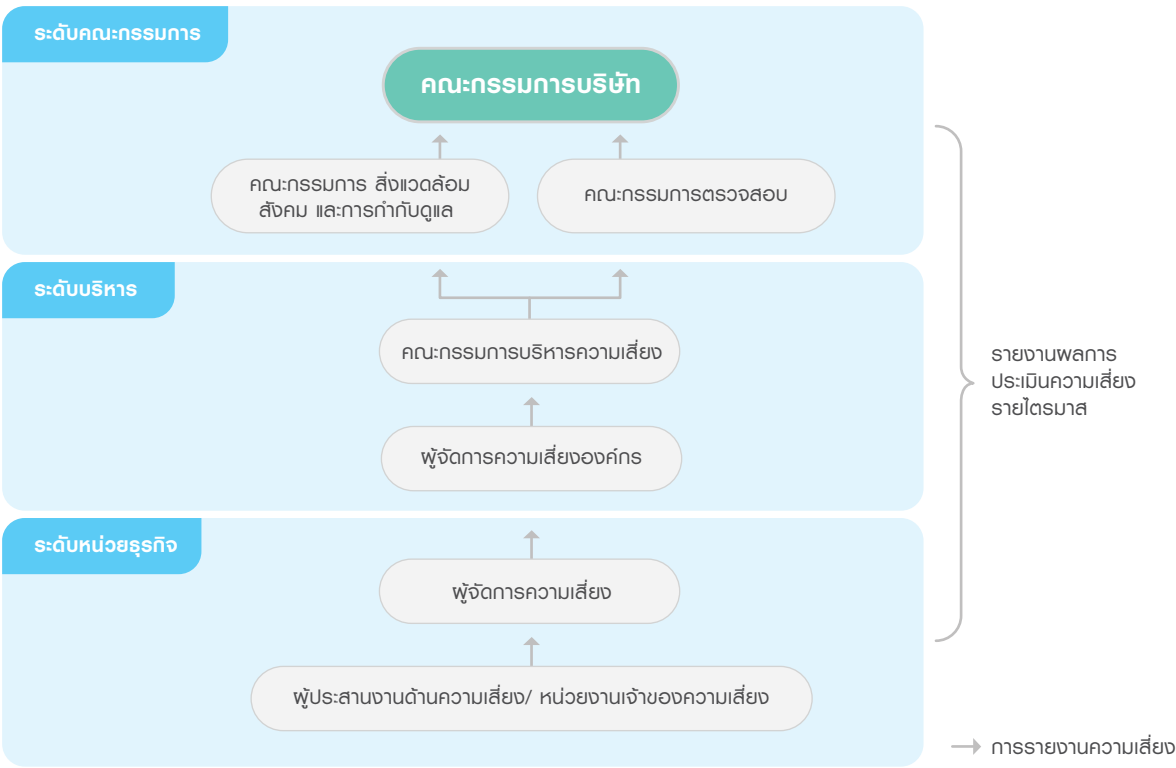 ระดับคณะกรรมการ
คณะกรรมการบริษัท
คณะกรรมการ สิ่งแวดล้อม
สังคม และการกำกับดูแล
คณะกรรมการตรวจสอบ
ระดับบริหาร
คณะกรรมการบริหารความเสี่ยง
ผู้จัดการความเสี่ยงองค์กร
รายงานผลการ
ประเมินความเสี่ยง
รายไตรมาส
ระดับหน่วยธุรกิจ
ผู้จัดการความเสี่ยง
ผู้ประสานงานด้านความเสี่ยง/ หน่วยงานเจ้าของความเสี่ยง
การรายงานความเสี่ยง